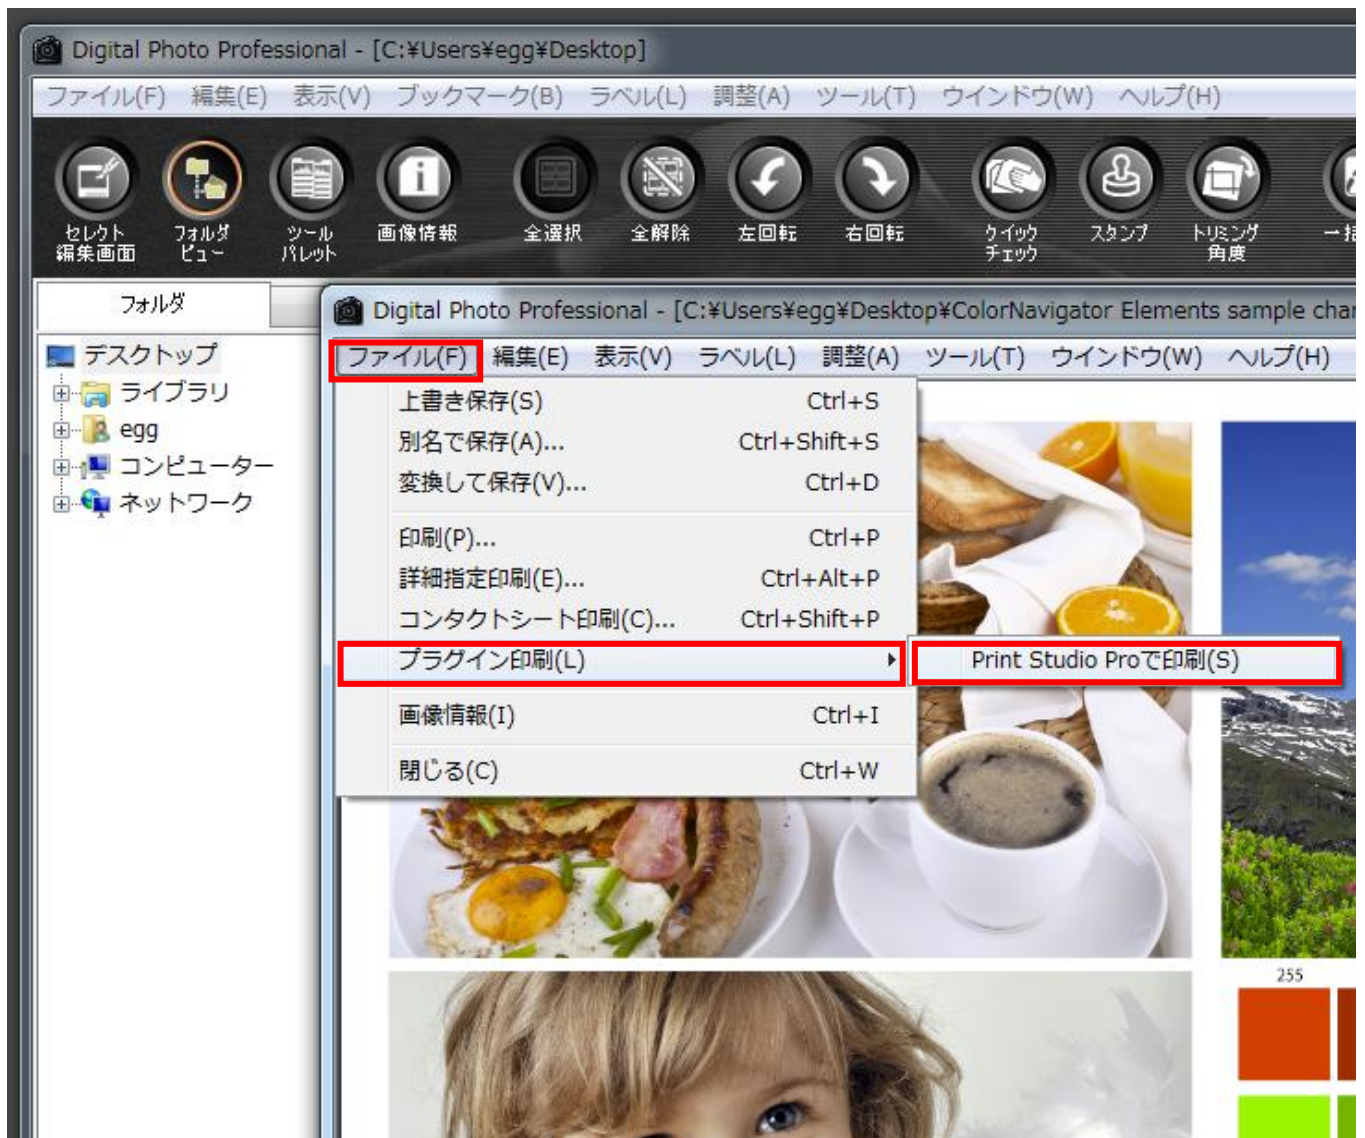 Digital Photo Professional - [C:¥Users¥egg¥Desktop]
ファイル(F) 編集(E) 表示(V) ブックマーク(B) ラベル(L) 調整(A) ツール(T) ウインドウ(W) ヘルプ(H)
セレクト編集画面 フォルダビュー ツールパレット 画像情報 全選択 全解除 左回転 右回転 クイックチェック スタンプ トリミング角度 一括
フォルダ
デスクトップ
ライブラリ
egg
コンピューター
ネットワーク
Digital Photo Professional - [C:¥Users¥egg¥Desktop¥ColorNavigator Elements sample char
ファイル(F) 編集(E) 表示(V) ラベル(L) 調整(A) ツール(T) ウインドウ(W) ヘルプ(H)
上書き保存(S) Ctrl+S
別名で保存(A)... Ctrl+Shift+S
変換して保存(V)... Ctrl+D
印刷(P)... Ctrl+P
詳細指定印刷(E)... Ctrl+Alt+P
コンタクトシート印刷(C)... Ctrl+Shift+P
プラグイン印刷(L)
Print Studio Proで印刷(S)
画像情報(I) Ctrl+I
閉じる(C) Ctrl+W
255